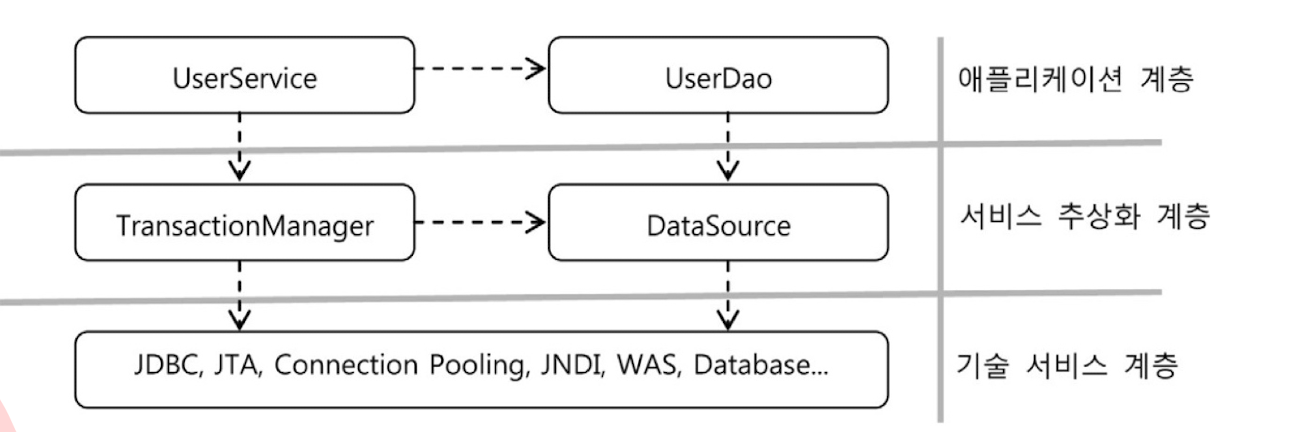 UserService
UserDao
애플리케이션 계층
TransactionManager
DataSource
서비스 추상화 계층
JDBC, JTA, Connection Pooling, JNDI, WAS, Database...
기술 서비스 계층